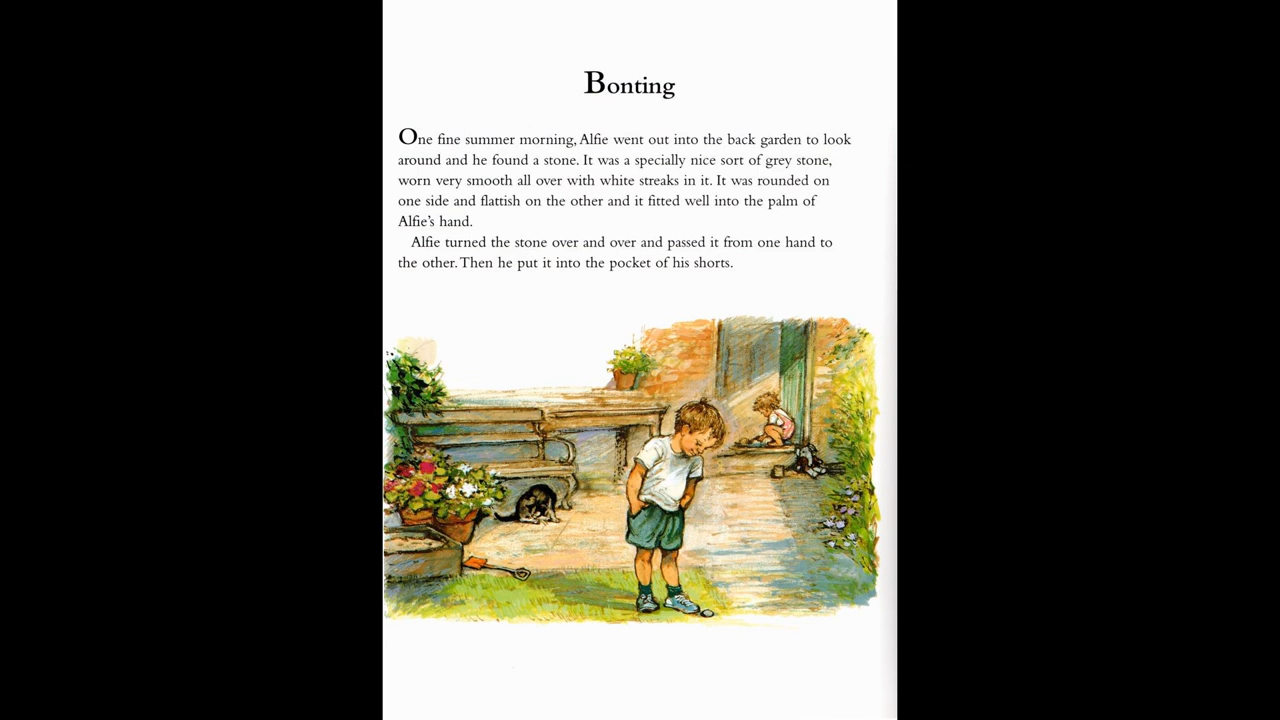 Bonting
One fine summer morning, Alfie went out into the back garden to look
around and he found a stone. It was a specially nice sort of grey stone,
worn very smooth all over with white streaks in it. It was rounded on
one side and flattish on the other and it fitted well into the palm of
Alfie's hand.
Alfie turned the stone over and over and passed it from one hand to
the other. Then he put it into the pocket of his shorts.